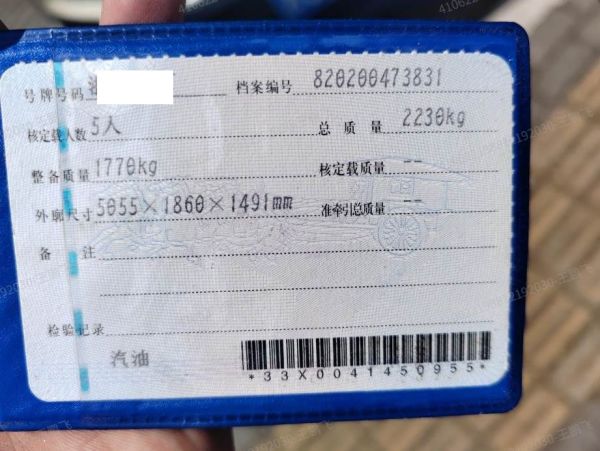 号牌号码 档案编号 820200473831
核定载人数 5人 总质量 2230kg
整备质量 1770kg 核定载质量 --
外廓尺寸 5055×1860×1491mm 准牵引总质量 --
备注
检验记录
汽油
*33X0041450955*